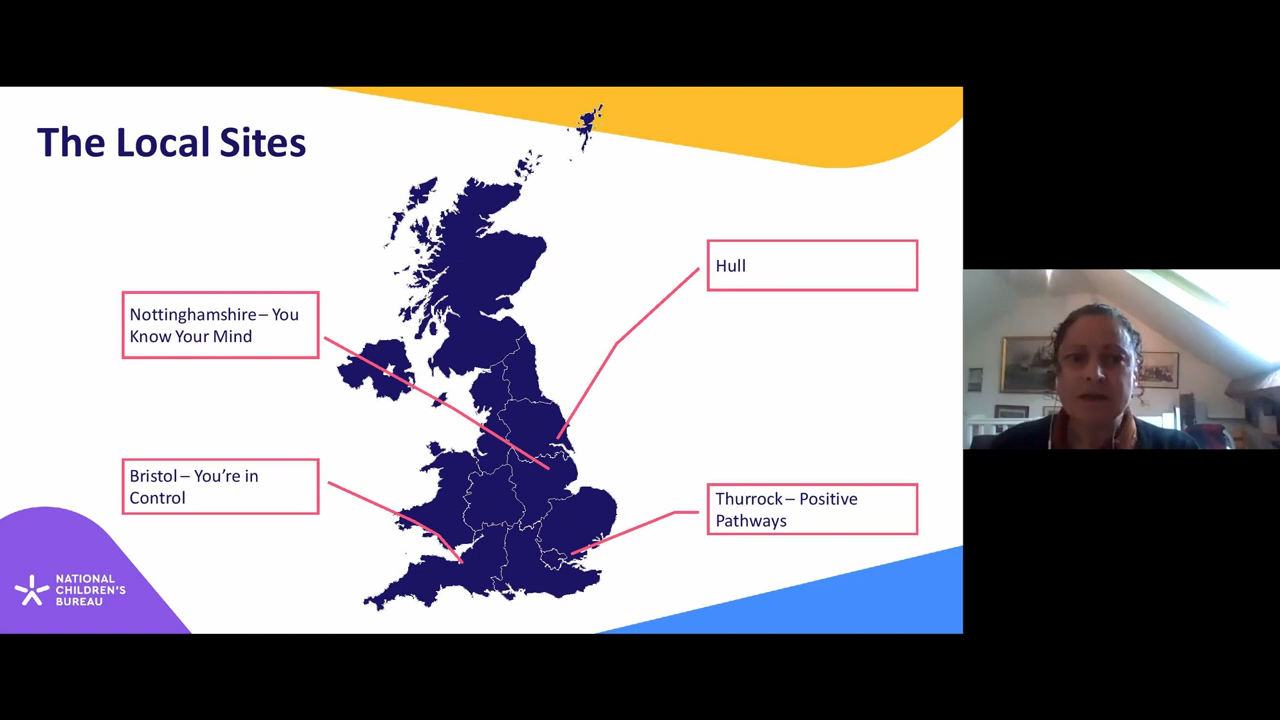 The Local Sites
Hull
Nottinghamshire – You
Know Your Mind
Bristol – You’re in
Control
Thurrock – Positive
Pathways
NATIONAL
CHILDREN'S
BUREAU